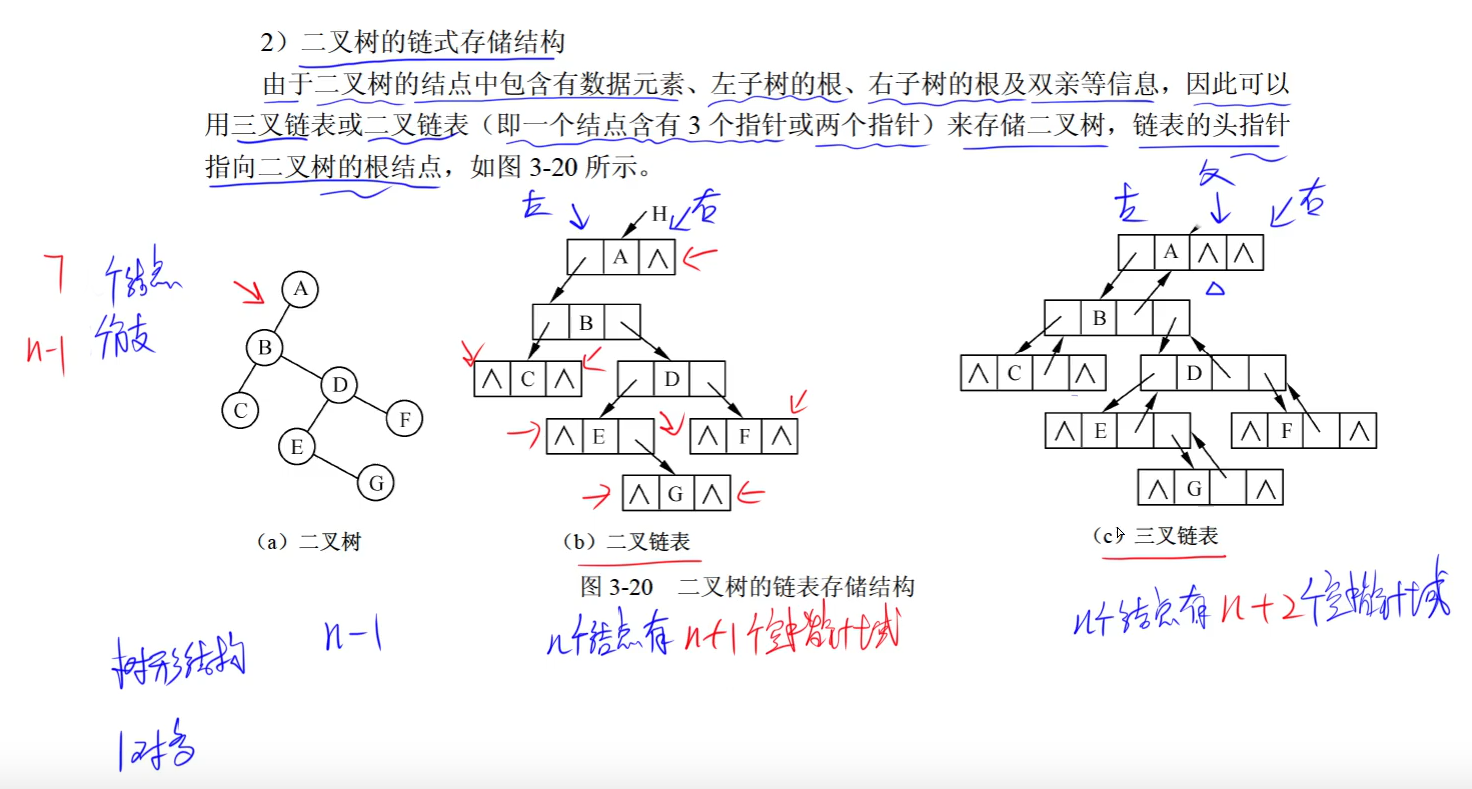 2）二叉树的链式存储结构
由于二叉树的结点中包含有数据元素、左子树的根、右子树的根及双亲等信息，因此可以
用三叉链表或二叉链表（即一个结点含有 3 个指针或两个指针）来存储二叉树，链表的头指针
指向二叉树的根结点，如图 3-20 所示。
左 H 右
左 父 右
7 个结点
n-1 个分支
A
B
C
D
E
F
G
∧ A
B
∧ C ∧
D
∧ E
∧ F ∧
∧ G ∧
A ∧ ∧
B
∧ C ∧
D
∧ E
∧ F ∧
∧ G ∧
（a）二叉树
（b）二叉链表
（c）三叉链表
图 3-20 二叉树的链表存储结构
n个结点有 n+1个空指针域
n个结点有 n+2个空指针域
树形结构
n-1
1对多